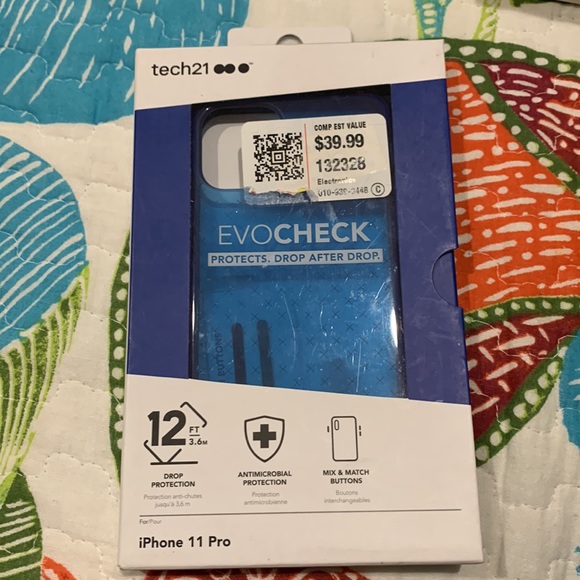 tech21
COMP EST VALUE
$39.99
132328
EVOCHECK
PROTECTS. DROP AFTER DROP.
BUTTONS
12 FT
3.6M
DROP
PROTECTION
Protection anti-chutes
jusqu'à 3,6 m
ANTIMICROBIAL
PROTECTION
Protection
antimicrobienne
MIX & MATCH
BUTTONS
Boutons
interchangeables
For/Pour
iPhone 11 Pro